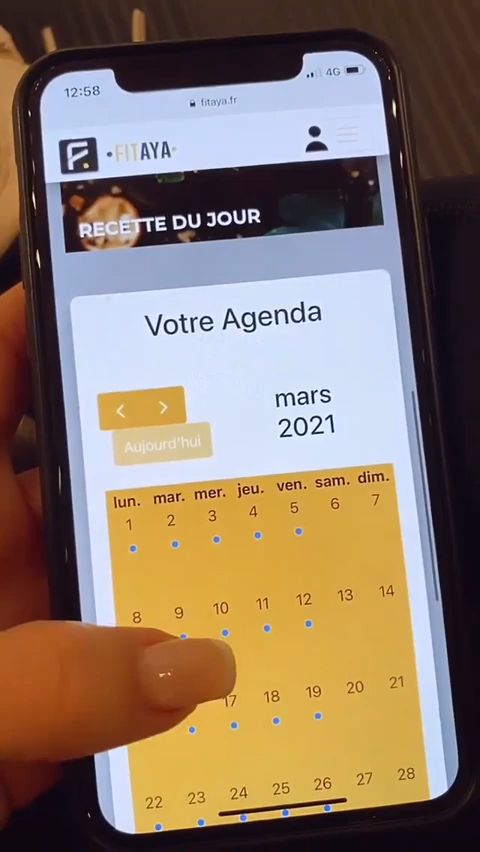 12:58
4G
fitaya.fr
F.
•FITAYA•
RECETTE DU JOUR
Votre Agenda
mars
2021
< >
Aujourd'hui
lun. mar. mer. jeu. ven. sam. dim.
1 2 3 4 5 6 7
8 9 10 11 12 13 14
17 18 19 20 21
22 23 24 25 26 27 28